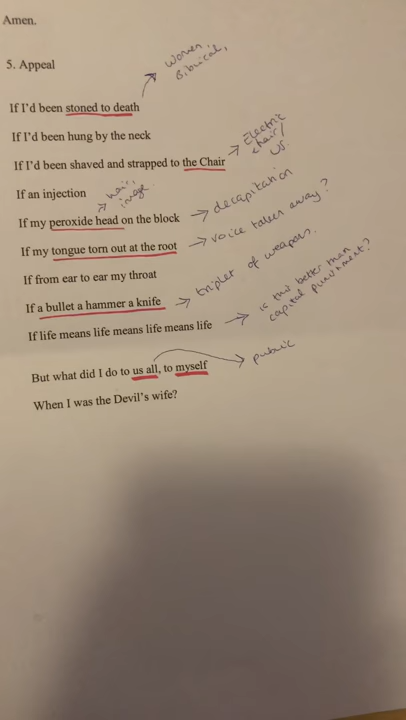 Amen.
5. Appeal
women,
Biblical,
If I'd been stoned to death
If I'd been hung by the neck
If I'd been shaved and strapped to the Chair
Electric
chair/
US.
If an injection
hair,
image
If my peroxide head on the block
decapitation
If my tongue torn out at the root
voice taken away?
If from ear to ear my throat
If a bullet a hammer a knife
triplet of weapons.
If life means life means life means life
is this better than
capital punishment?
But what did I do to us all, to myself
public
When I was the Devil's wife?